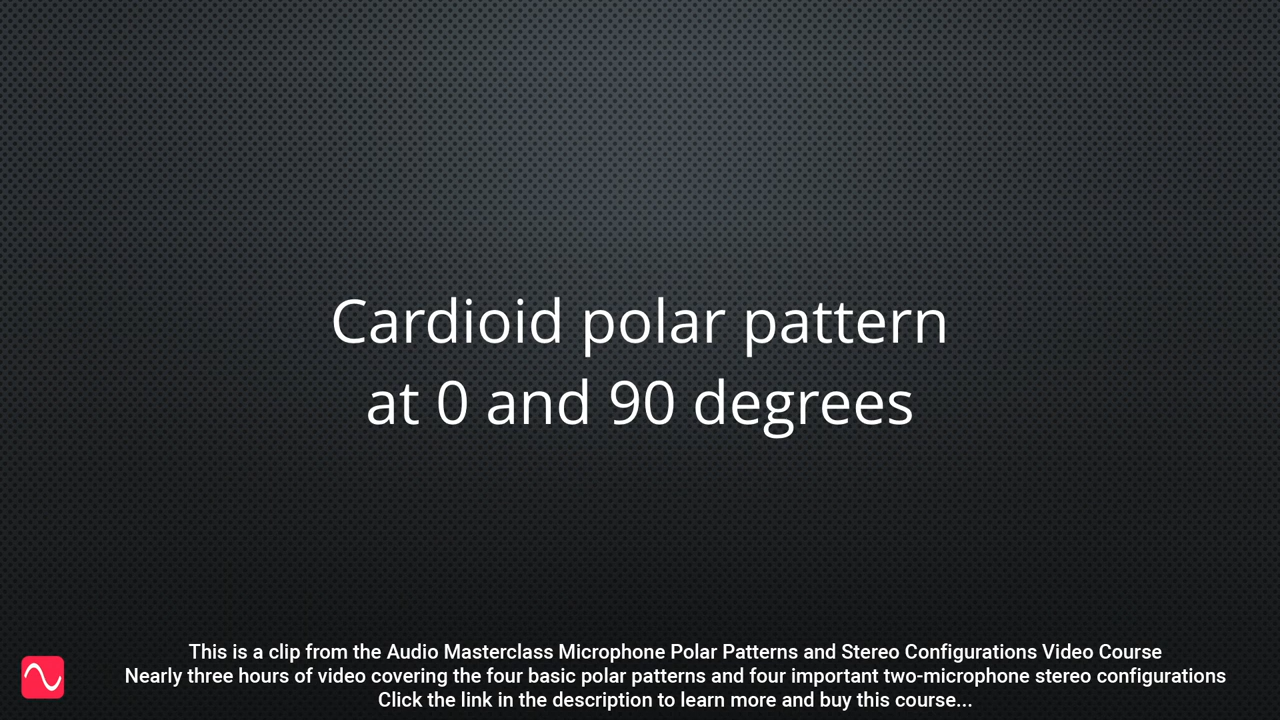 Cardioid polar pattern
at 0 and 90 degrees
This is a clip from the Audio Masterclass Microphone Polar Patterns and Stereo Configurations Video Course
Nearly three hours of video covering the four basic polar patterns and four important two-microphone stereo configurations
Click the link in the description to learn more and buy this course...